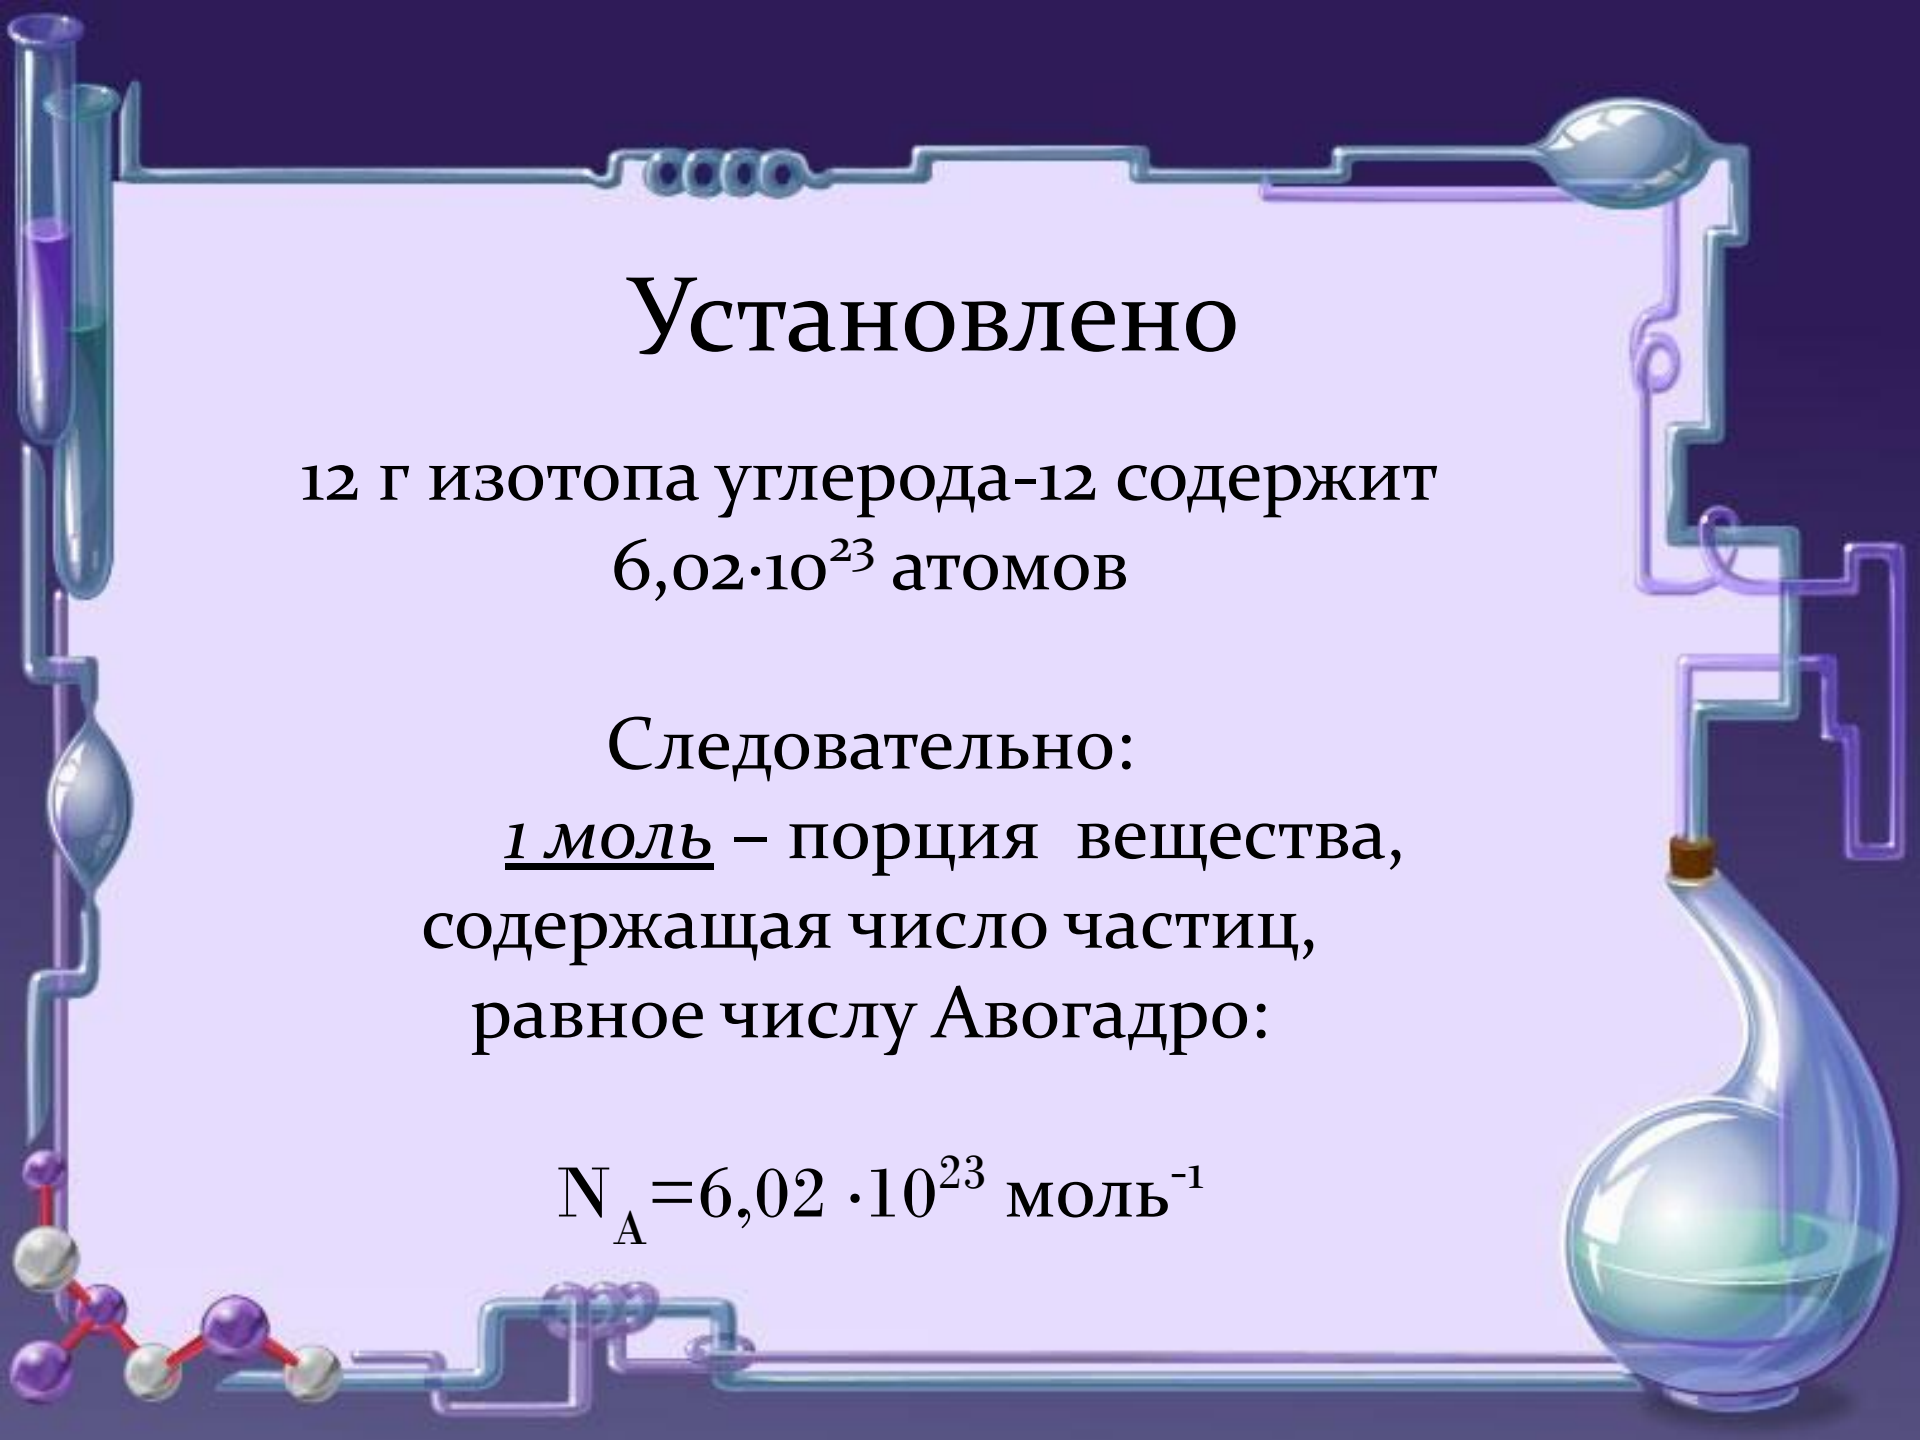 Установлено
12 г изотопа углерода-12 содержит
6,02·10²³ атомов
Следовательно:
1 моль – порция вещества,
содержащая число частиц,
равное числу Авогадро:
N_A=6,02 ·10²³ моль⁻¹